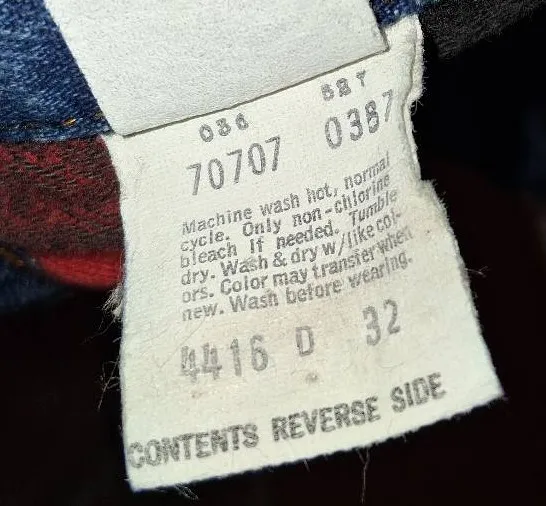 036 527
70707 0387
Machine wash hot, normal
cycle. Only non-chlorine
bleach if needed. Tumble
dry. Wash & dry w/like col-
ors. Color may transfer when
new. Wash before wearing.
4416 D 32
CONTENTS REVERSE SIDE